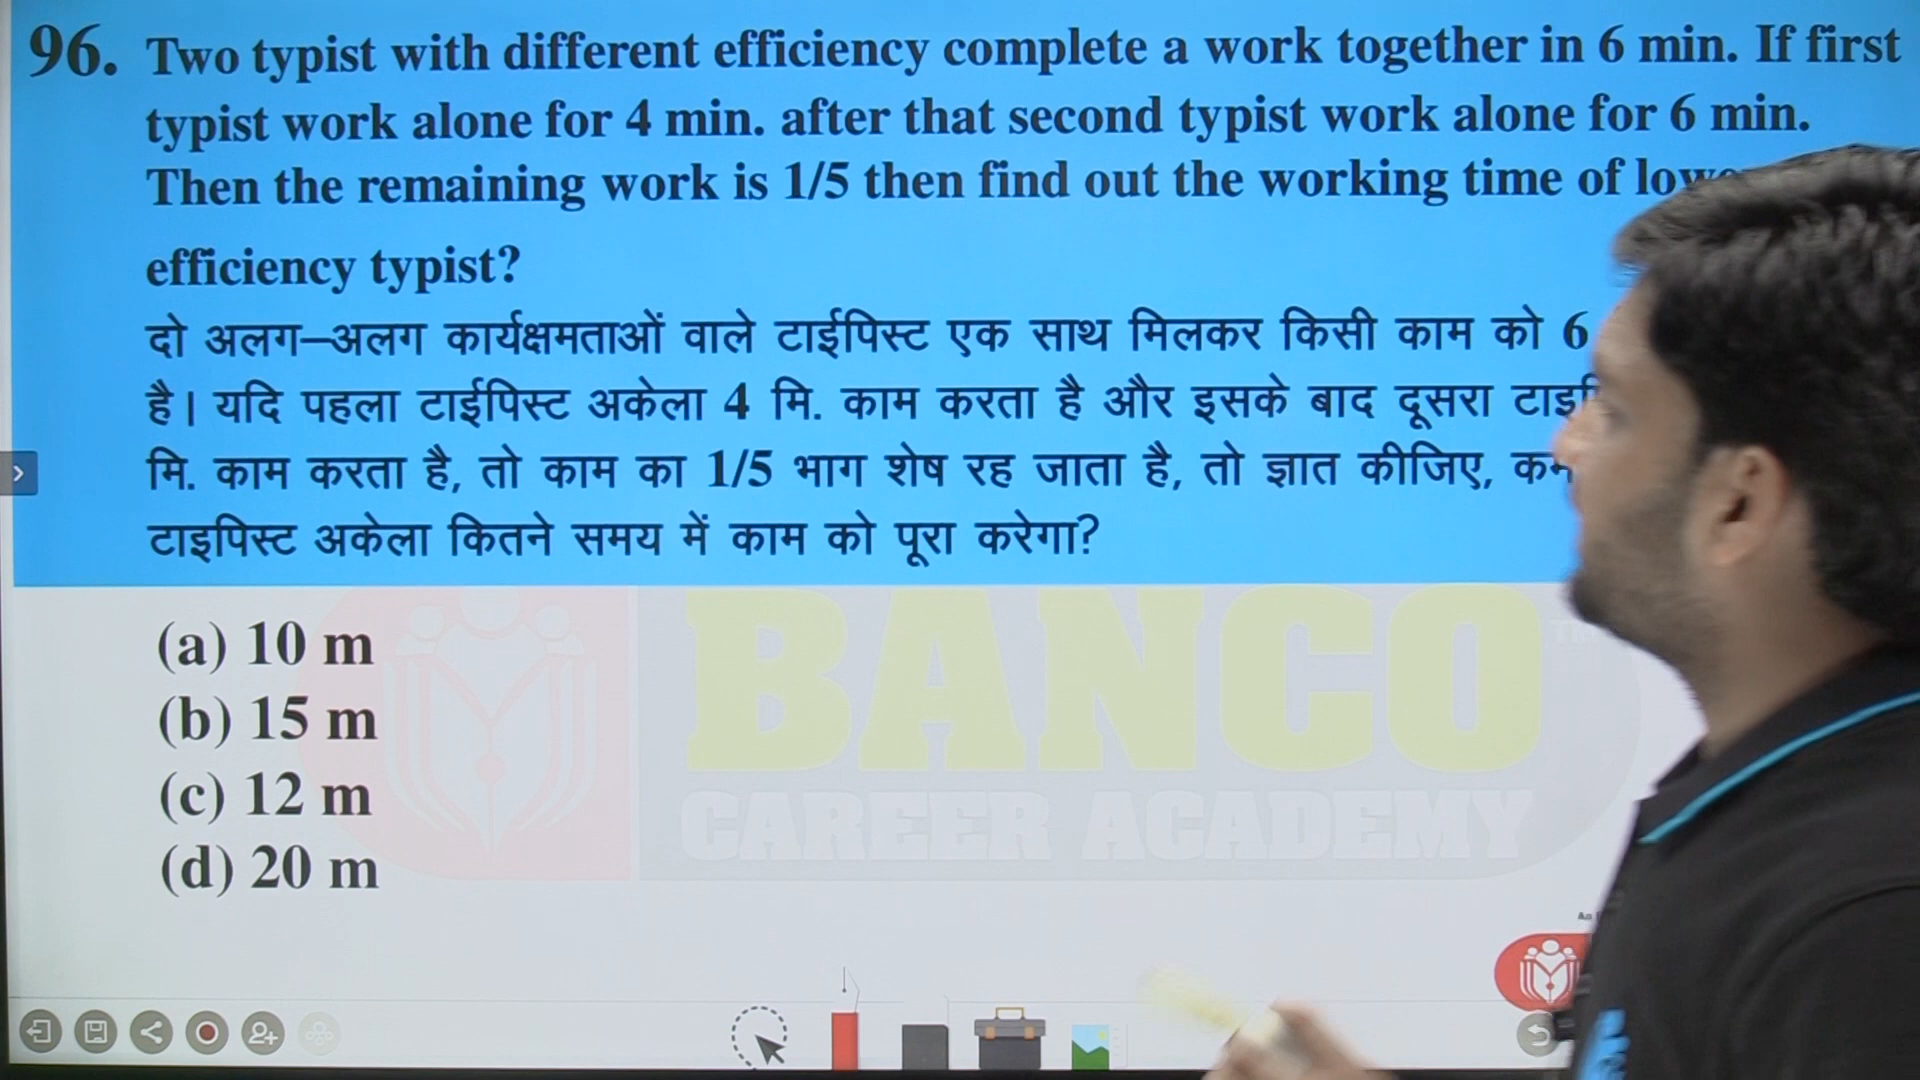 96. Two typist with different efficiency complete a work together in 6 min. If first
typist work alone for 4 min. after that second typist work alone for 6 min.
Then the remaining work is 1/5 then find out the working time of
efficiency typist?
दो अलग–अलग कार्यक्षमताओं वाले टाईपिस्ट एक साथ मिलकर किसी काम को 6
है। यदि पहला टाईपिस्ट अकेला 4 मि. काम करता है और इसके बाद दूसरा
मि. काम करता है, तो काम का 1/5 भाग शेष रह जाता है, तो ज्ञात कीजिए,
टाइपिस्ट अकेला कितने समय में काम को पूरा करेगा?
(a) 10 m
(b) 15 m
(c) 12 m
(d) 20 m
BANCO
CAREER ACADEMY